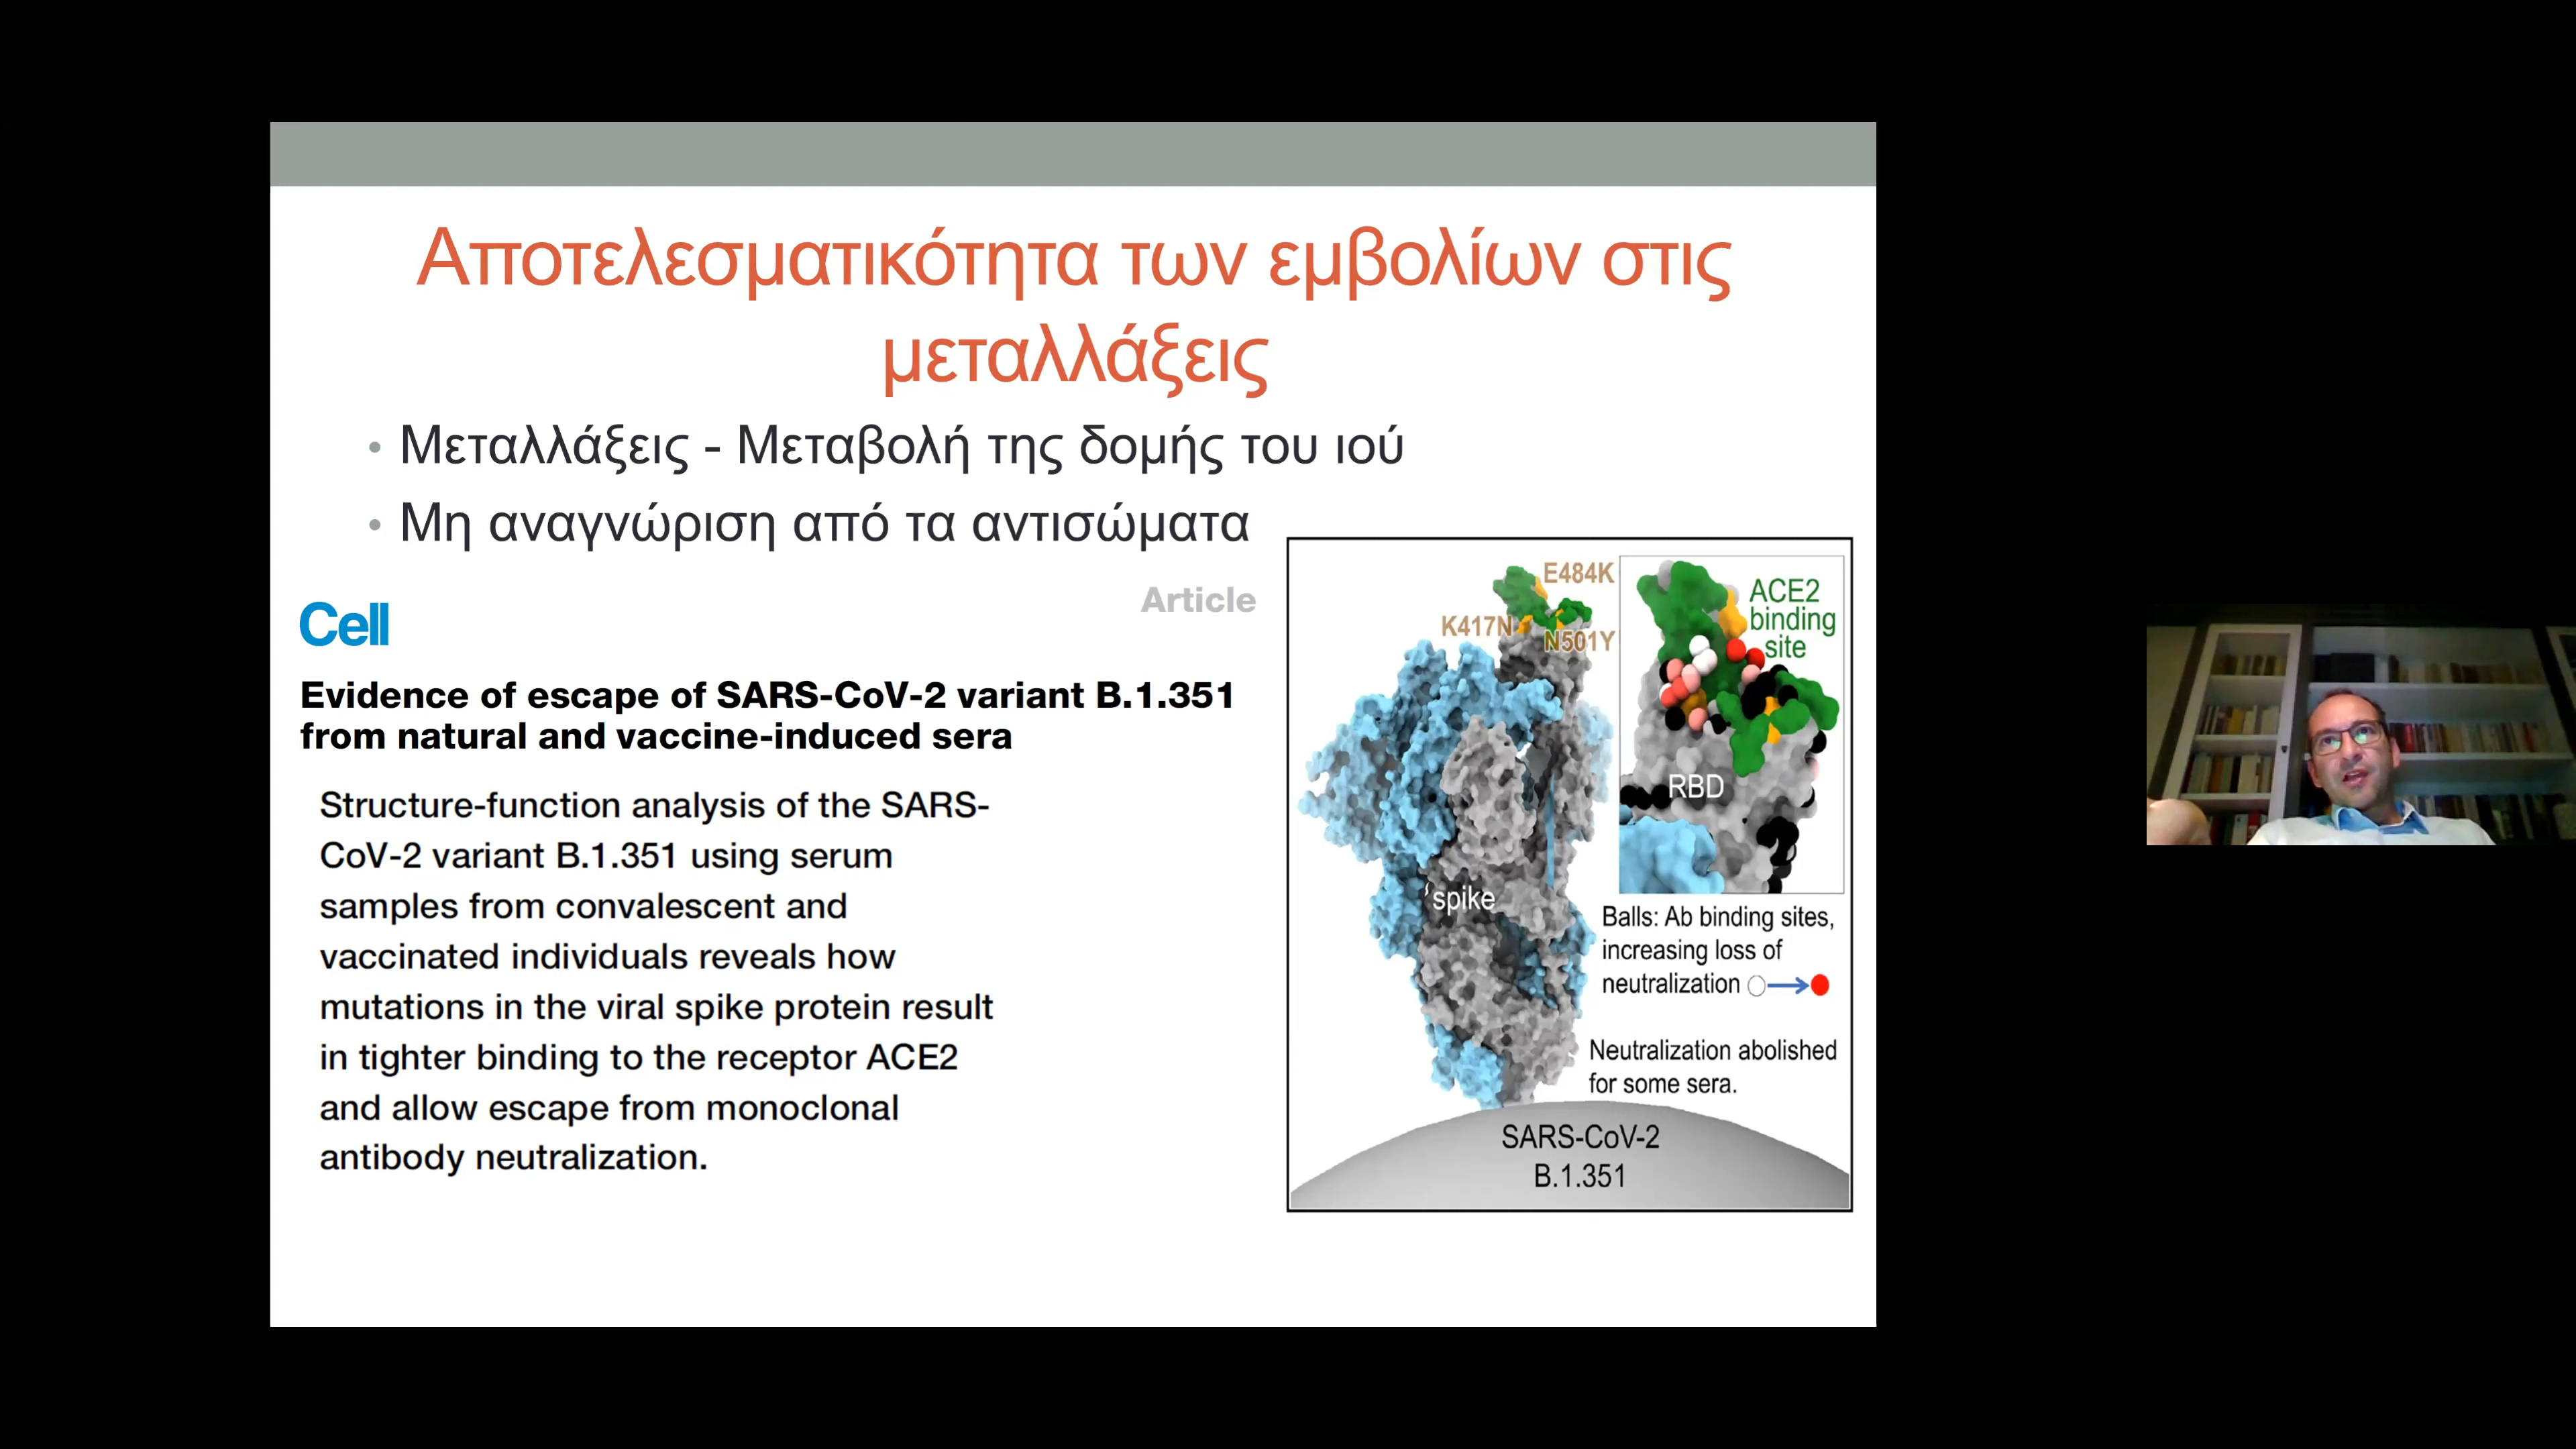 Αποτελεσματικότητα των εμβολίων στις
μεταλλάξεις
• Μεταλλάξεις - Μεταβολή της δομής του ιού
• Μη αναγνώριση από τα αντισώματα
Article
Cell
Evidence of escape of SARS-CoV-2 variant B.1.351
from natural and vaccine-induced sera
Structure-function analysis of the SARS-
CoV-2 variant B.1.351 using serum
samples from convalescent and
vaccinated individuals reveals how
mutations in the viral spike protein result
in tighter binding to the receptor ACE2
and allow escape from monoclonal
antibody neutralization.
E484K
K417N
N501Y
ACE2
binding
site
RBD
spike
Balls: Ab binding sites,
increasing loss of
neutralization
Neutralization abolished
for some sera.
SARS-CoV-2
B.1.351